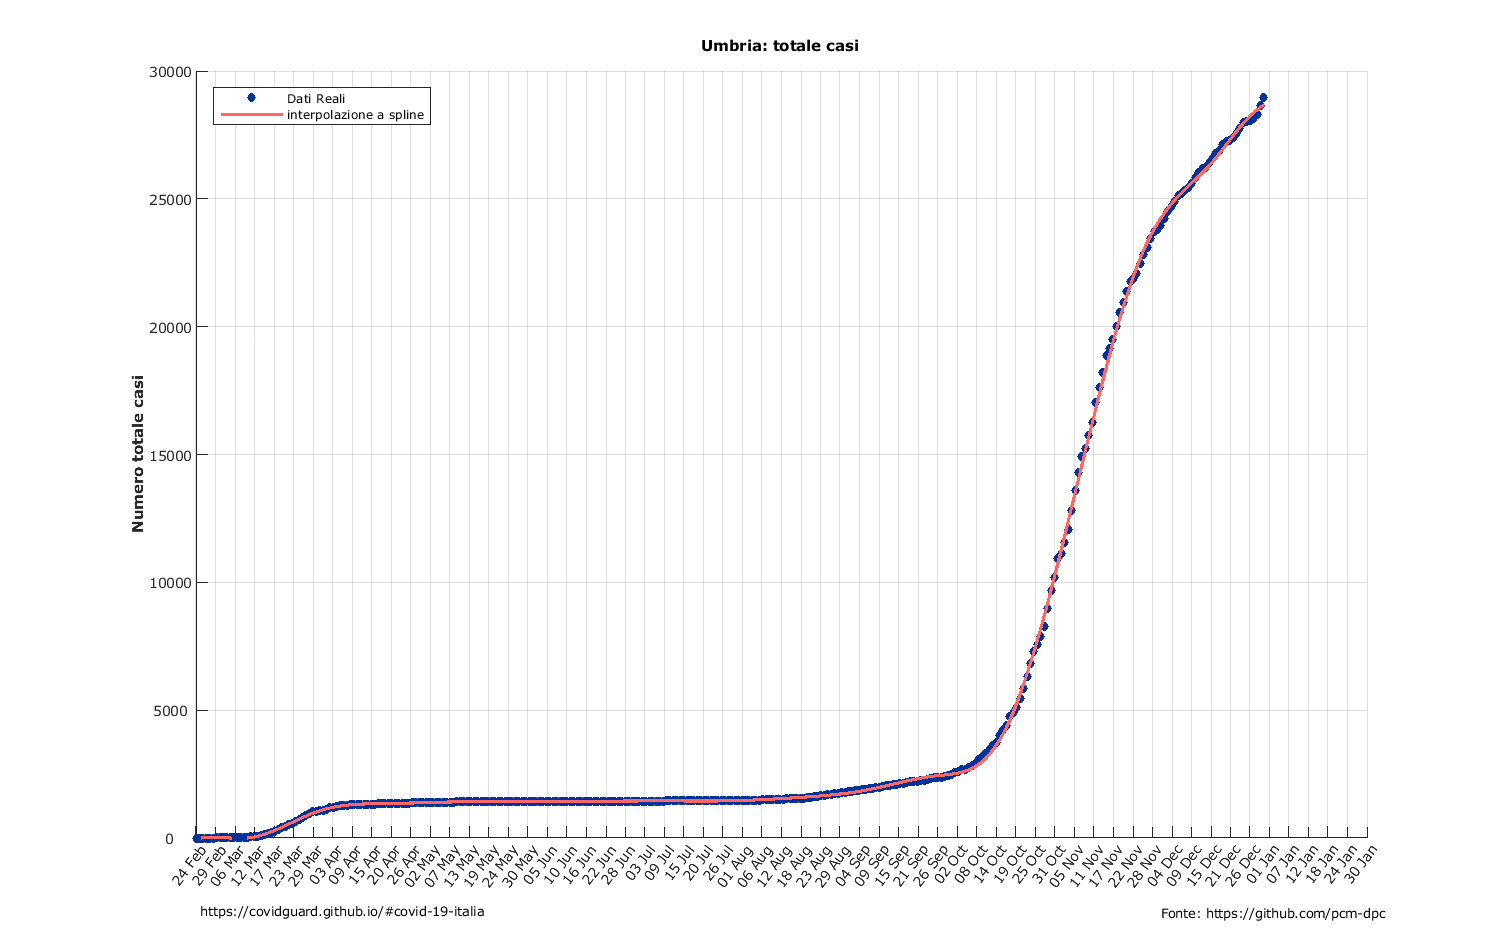 Umbria: totale casi
Dati Reali
interpolazione a spline
Numero totale casi
30000
25000
20000
15000
10000
5000
0
24 Feb
29 Feb
06 Mar
12 Mar
17 Mar
23 Mar
29 Mar
03 Apr
09 Apr
15 Apr
20 Apr
26 Apr
02 May
07 May
13 May
19 May
24 May
30 May
05 Jun
10 Jun
16 Jun
22 Jun
28 Jun
03 Jul
09 Jul
15 Jul
20 Jul
26 Jul
01 Aug
06 Aug
12 Aug
18 Aug
23 Aug
29 Aug
04 Sep
09 Sep
15 Sep
21 Sep
26 Sep
02 Oct
08 Oct
14 Oct
19 Oct
25 Oct
31 Oct
05 Nov
11 Nov
17 Nov
22 Nov
28 Nov
04 Dec
09 Dec
15 Dec
21 Dec
26 Dec
01 Jan
07 Jan
12 Jan
18 Jan
24 Jan
30 Jan
https://covidguard.github.io/#covid-19-italia
Fonte: https://github.com/pcm-dpc